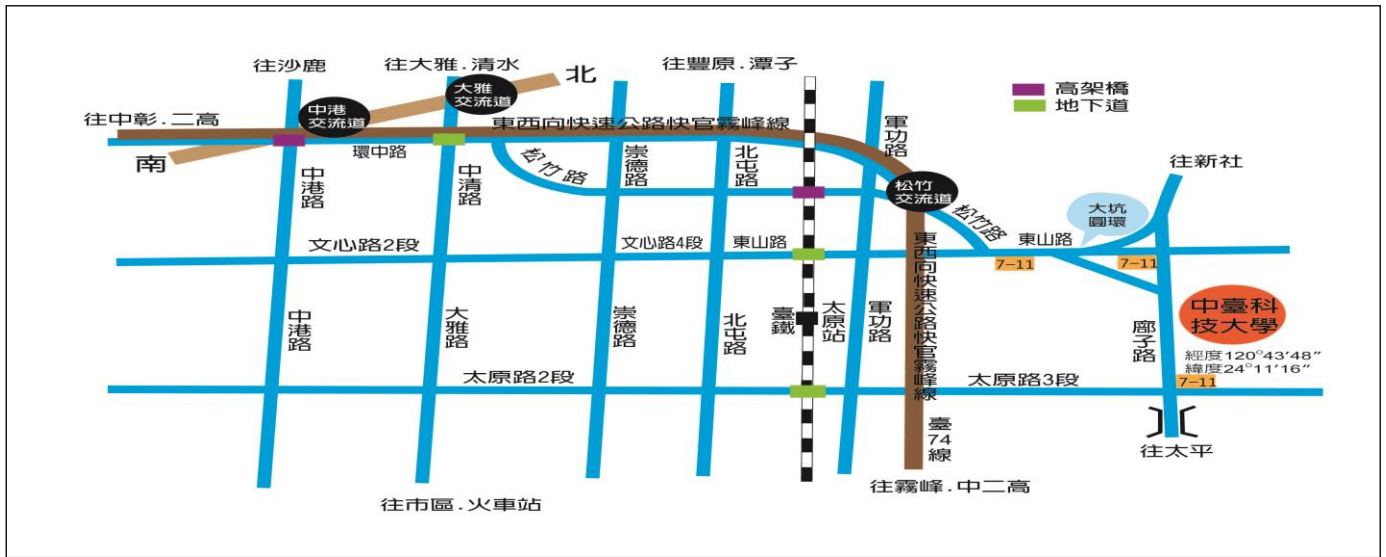 往沙鹿
往大雅.清水
北
往豐原.潭子
高架橋
地下道
中港
交流道
大雅
交流道
往中彰.二高
東西向快速公路快官霧峰線
軍功路
南
環中路
中港路
中清路
松竹路
崇德路
北屯路
松竹
交流道
往新社
大坑
圓環
松竹路
文心路2段
文心路4段
東山路
東山路
7-11
7-11
東西向快速公路快官霧峰線
中港路
大雅路
崇德路
北屯路
臺鐵
太原站
軍功路
廍子路
中臺科
技大學
經度120°43'48"
緯度24°11'16"
太原路2段
太原路3段
7-11
臺74線
往太平
往霧峰.中二高
往市區.火車站